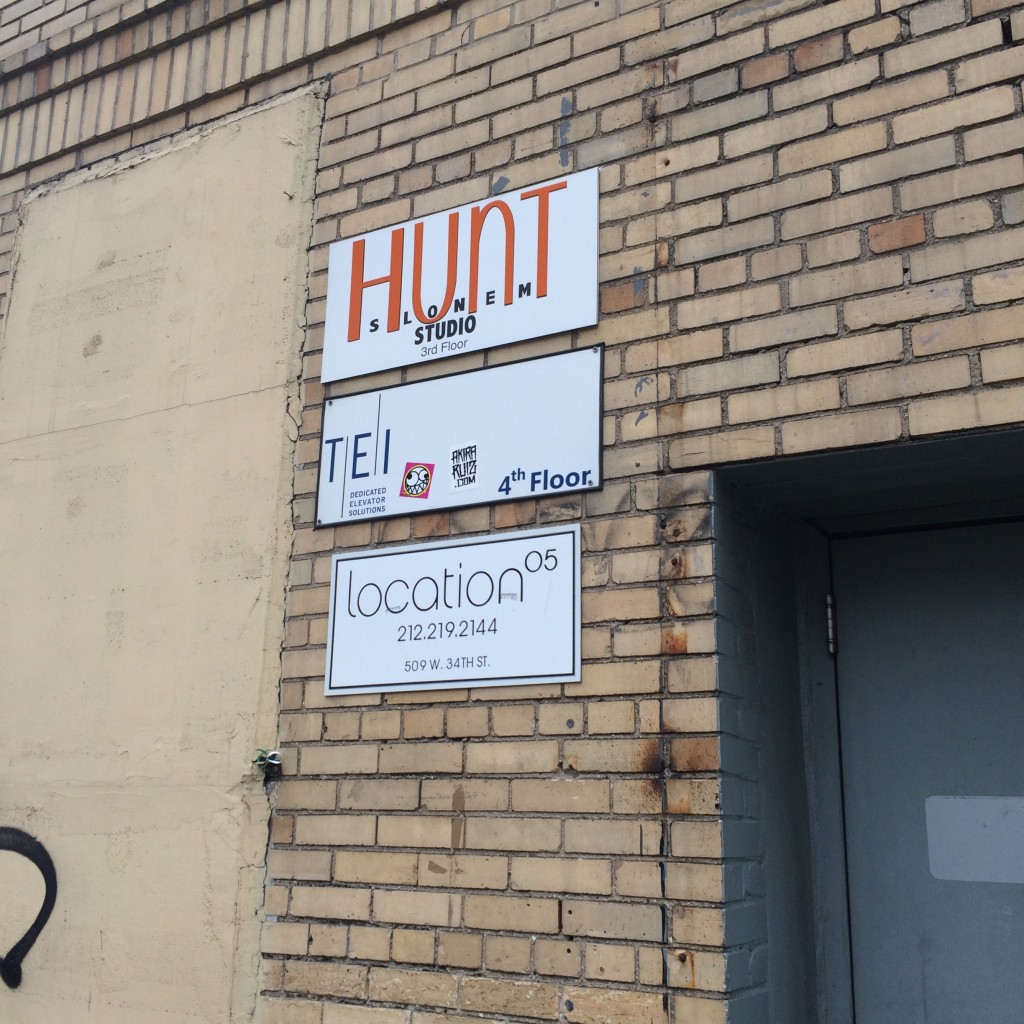 HUNT
SLONEM
STUDIO
3rd Floor
TEI
DEDICATED
ELEVATOR
SOLUTIONS
AKIRA
RUIZ
.COM
4th Floor
location05
212.219.2144
509 W. 34TH ST.